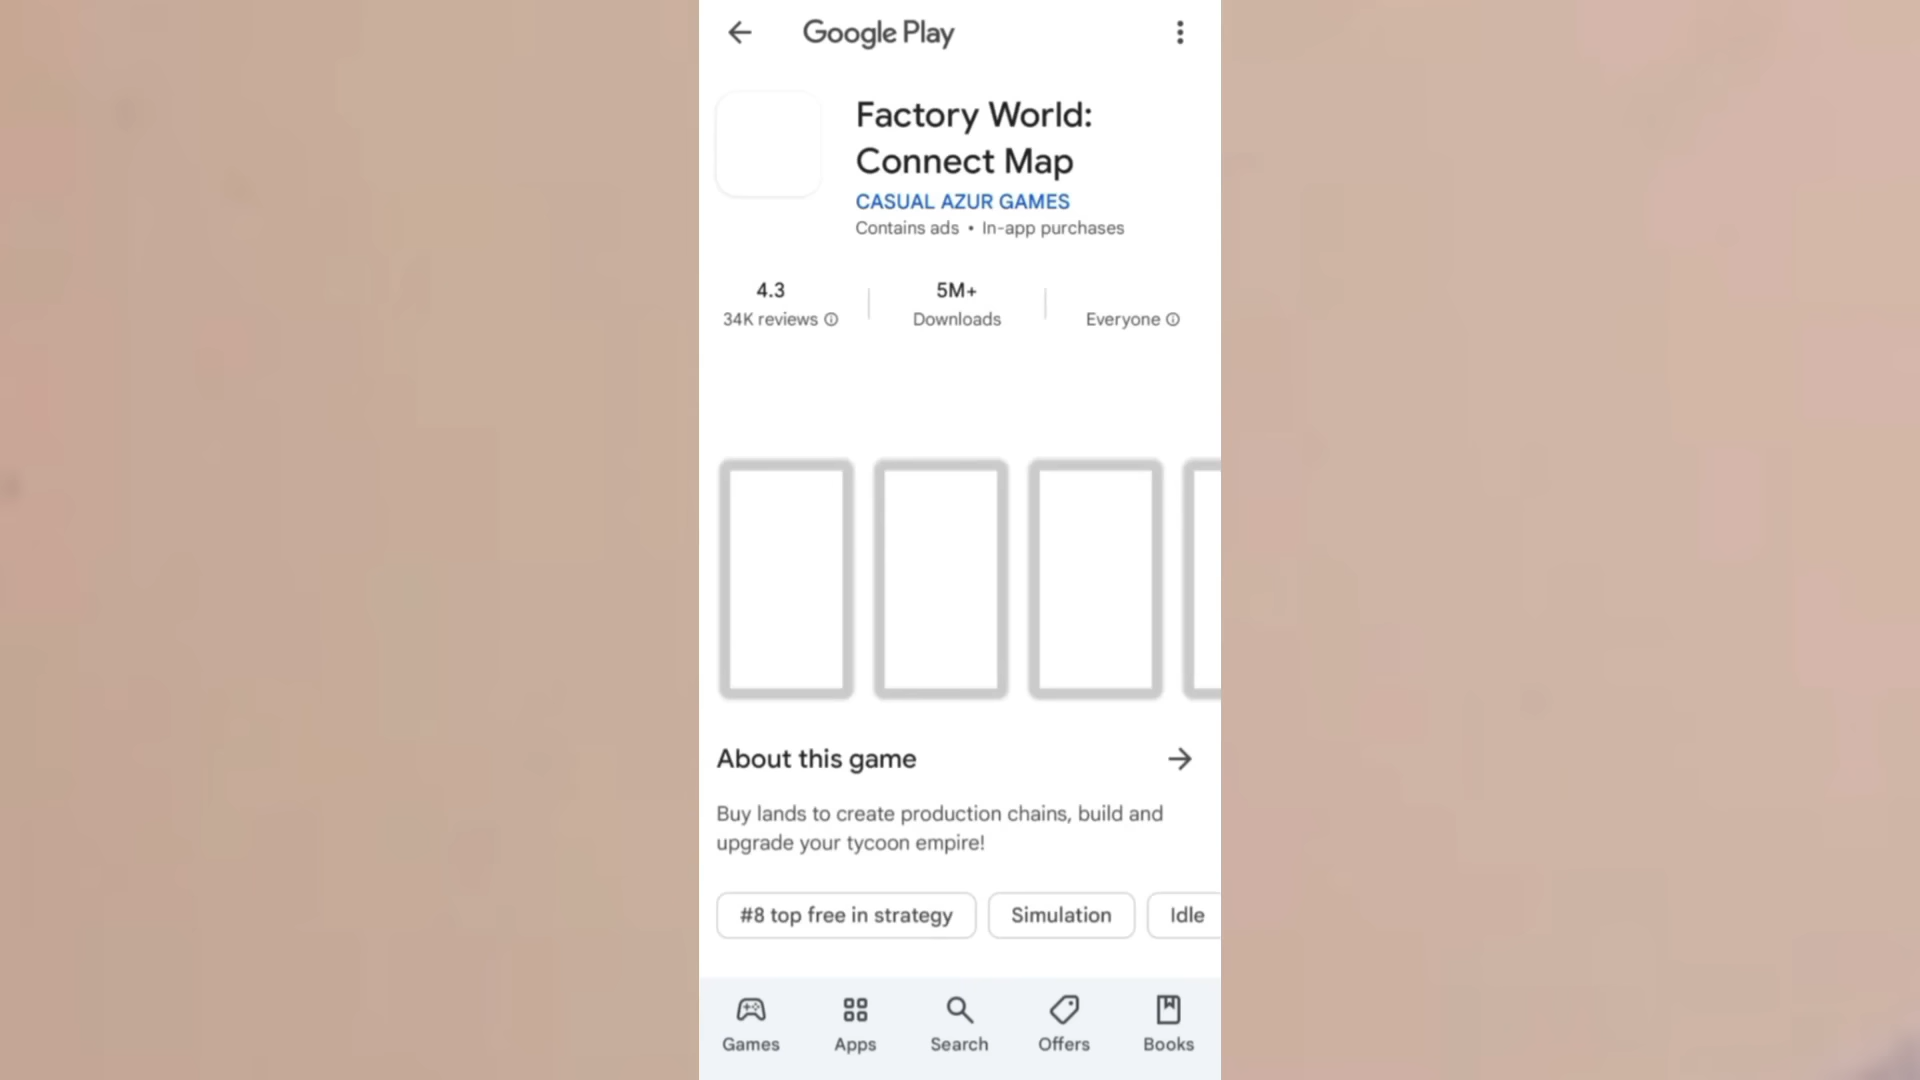 Google Play
Factory World:
Connect Map
CASUAL AZUR GAMES
Contains ads • In-app purchases
4.3
34K reviews
5M+
Downloads
Everyone
About this game
Buy lands to create production chains, build and
upgrade your tycoon empire!
#8 top free in strategy
Simulation
Idle
Games
Apps
Search
Offers
Books